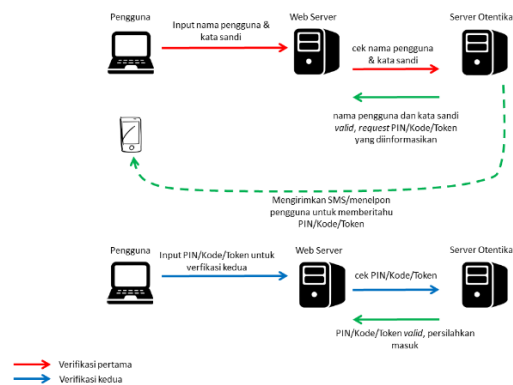 Pengguna
Input nama pengguna &
kata sandi
Web Server
cek nama pengguna
& kata sandi
Server Otentika
nama pengguna dan kata sandi
valid, request PIN/Kode/Token
yang diinformasikan
Mengirimkan SMS/menelpon
pengguna untuk memberitahu
PIN/Kode/Token
Pengguna
Input PIN/Kode/Token untuk
verfikasi kedua
Web Server
cek PIN/Kode/Token
Server Otentika
PIN/Kode/Token valid, persilahkan
masuk
Verifikasi pertama
Verifikasi kedua